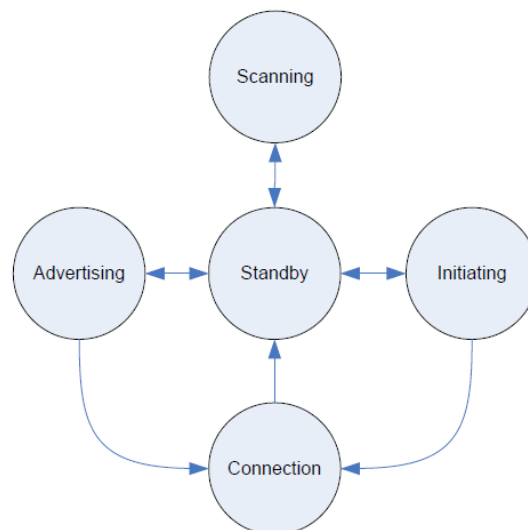 Scanning
Advertising
Standby
Initiating
Connection